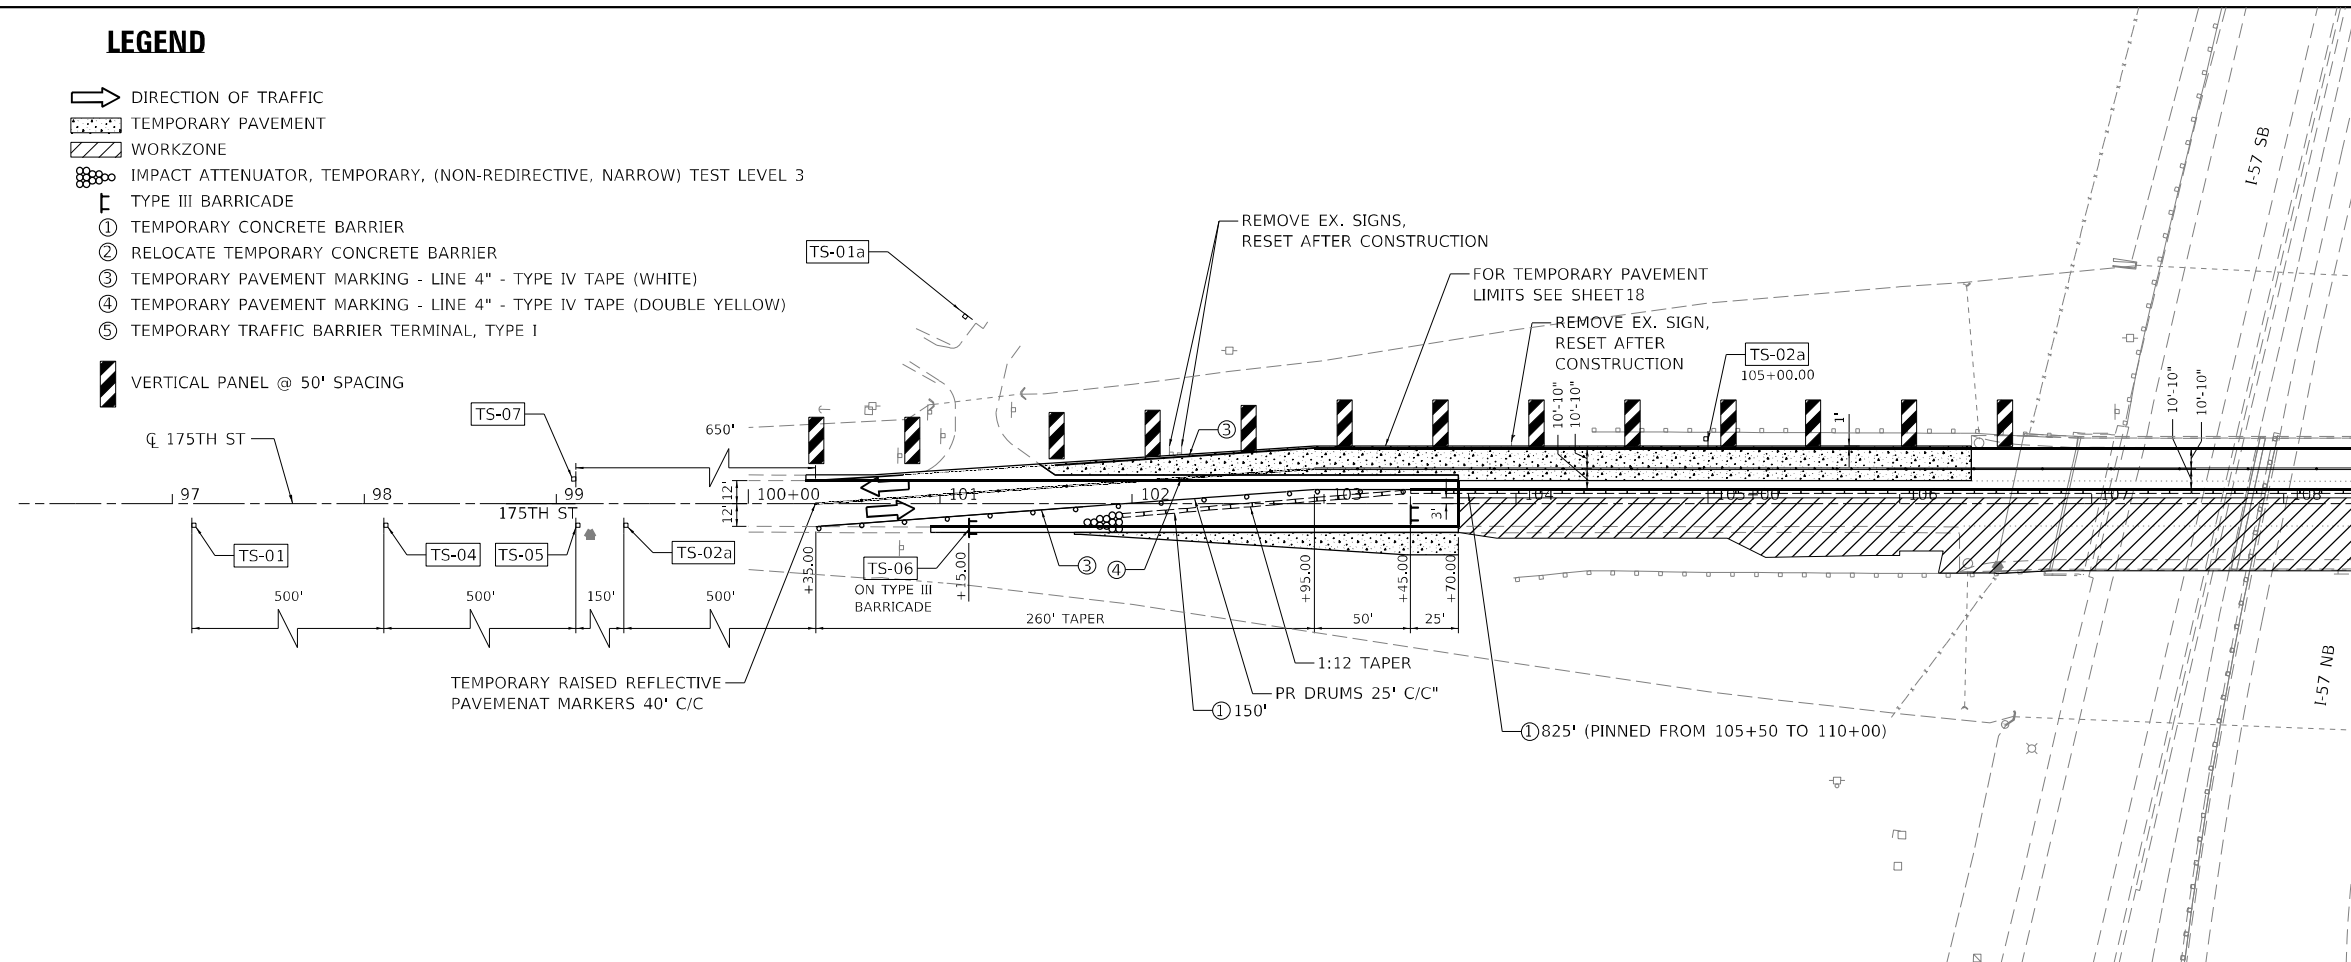 LEGEND
DIRECTION OF TRAFFIC
TEMPORARY PAVEMENT
WORKZONE
IMPACT ATTENUATOR, TEMPORARY, (NON-REDIRECTIVE, NARROW) TEST LEVEL 3
TYPE III BARRICADE
① TEMPORARY CONCRETE BARRIER
② RELOCATE TEMPORARY CONCRETE BARRIER
③ TEMPORARY PAVEMENT MARKING - LINE 4" - TYPE IV TAPE (WHITE)
④ TEMPORARY PAVEMENT MARKING - LINE 4" - TYPE IV TAPE (DOUBLE YELLOW)
⑤ TEMPORARY TRAFFIC BARRIER TERMINAL, TYPE I
VERTICAL PANEL @ 50' SPACING
I-57 SB
TS-01a
REMOVE EX. SIGNS,
RESET AFTER CONSTRUCTION
FOR TEMPORARY PAVEMENT
LIMITS SEE SHEET 18
REMOVE EX. SIGN,
RESET AFTER
CONSTRUCTION
TS-02a
105+00.00
10'-10"
10'-10"
10'-10"
10'-10"
1'
TS-07
650'
③
℄ 175TH ST
97
98
99
100+00
101
102
103
104
105+00
106
107
108
175TH ST
12'
12'
3'
TS-01
TS-04
TS-05
TS-02a
TS-06
ON TYPE III
BARRICADE
③
④
+35.00
+15.00
+95.00
+45.00
+70.00
500'
500'
150'
500'
260' TAPER
50'
25'
TEMPORARY RAISED REFLECTIVE
PAVEMENAT MARKERS 40' C/C
1:12 TAPER
PR DRUMS 25' C/C"
① 150'
① 825' (PINNED FROM 105+50 TO 110+00)
I-57 NB